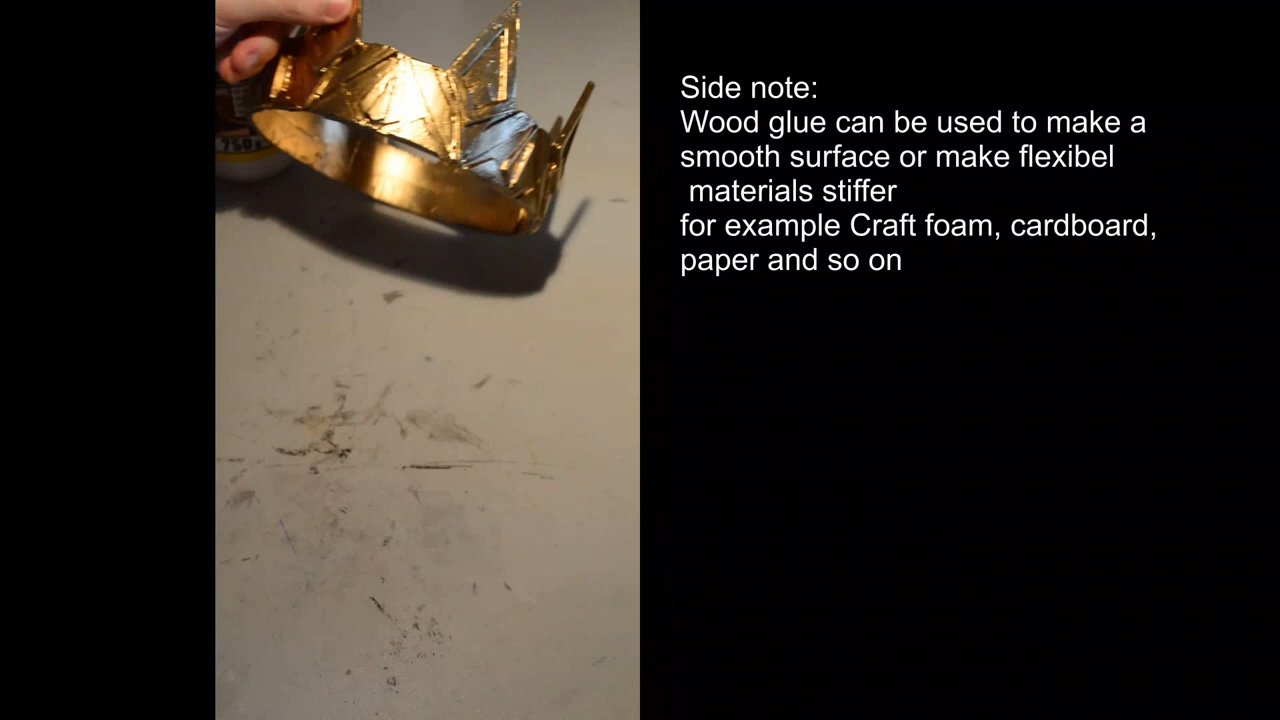 750g
Side note:
Wood glue can be used to make a
smooth surface or make flexibel
materials stiffer
for example Craft foam, cardboard,
paper and so on